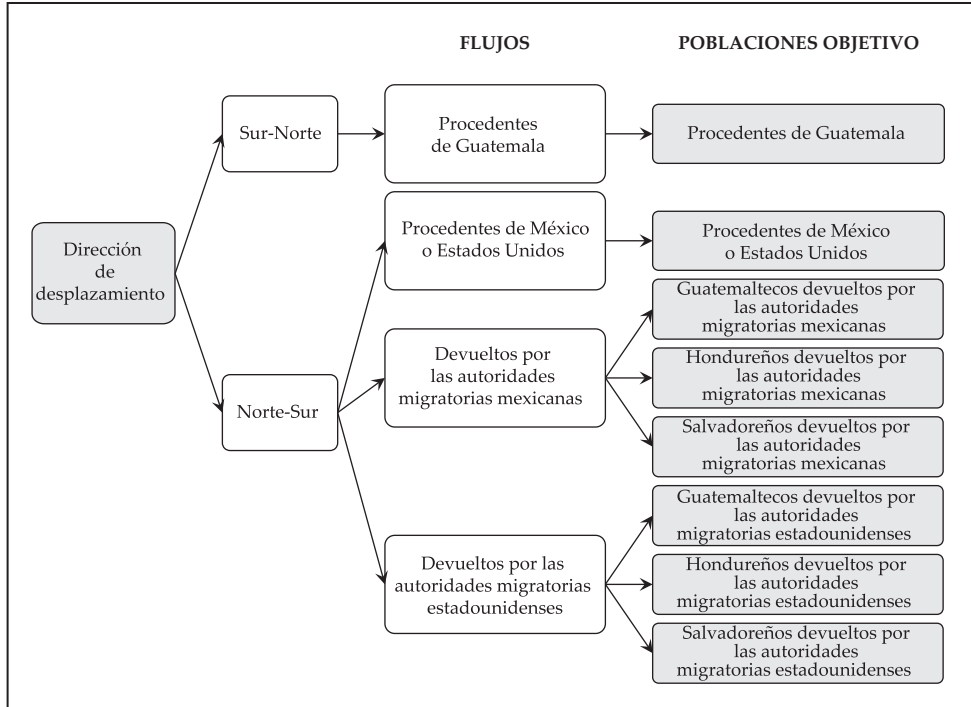 FLUJOS
POBLACIONES OBJETIVO
Dirección
de
desplazamiento
Sur-Norte
Procedentes
de Guatemala
Procedentes de Guatemala
Norte-Sur
Procedentes de México
o Estados Unidos
Procedentes de México
o Estados Unidos
Devueltos por
las autoridades
migratorias mexicanas
Guatemaltecos devueltos por
las autoridades
migratorias mexicanas
Hondureños devueltos por
las autoridades
migratorias mexicanas
Salvadoreños devueltos por
las autoridades
migratorias mexicanas
Devueltos por las
autoridades migratorias
estadounidenses
Guatemaltecos devueltos por
las autoridades
migratorias estadounidenses
Hondureños devueltos por
las autoridades
migratorias estadounidenses
Salvadoreños devueltos por
las autoridades
migratorias estadounidenses